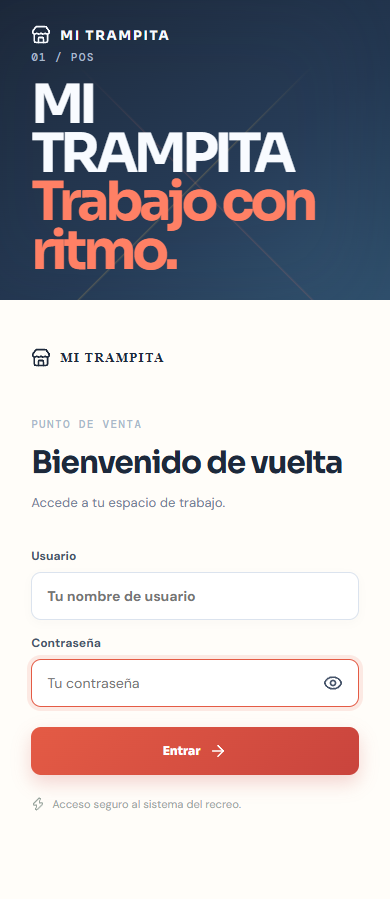 MI TRAMPITA
01 / POS
MI
TRAMPITA
Trabajo con
ritmo.
MI TRAMPITA
PUNTO DE VENTA
Bienvenido de vuelta
Accede a tu espacio de trabajo.
Usuario
Tu nombre de usuario
Contraseña
Tu contraseña
Entrar
Acceso seguro al sistema del recreo.